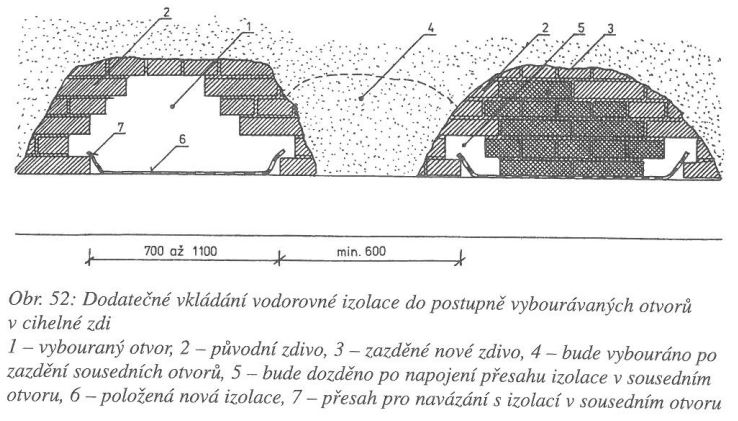 2 1 4 2 5 3
7 6
700 až 1100 min. 600
Obr. 52: Dodatečné vkládání vodorovné izolace do postupně vybourávaných otvorů
v cihelné zdi
1 – vybouraný otvor, 2 – původní zdivo, 3 – zazděné nové zdivo, 4 – bude vybouráno po
zazdění sousedních otvorů, 5 – bude dozděno po napojení přesahu izolace v sousedním
otvoru, 6 – položená nová izolace, 7 – přesah pro navázání s izolací v sousedním otvoru